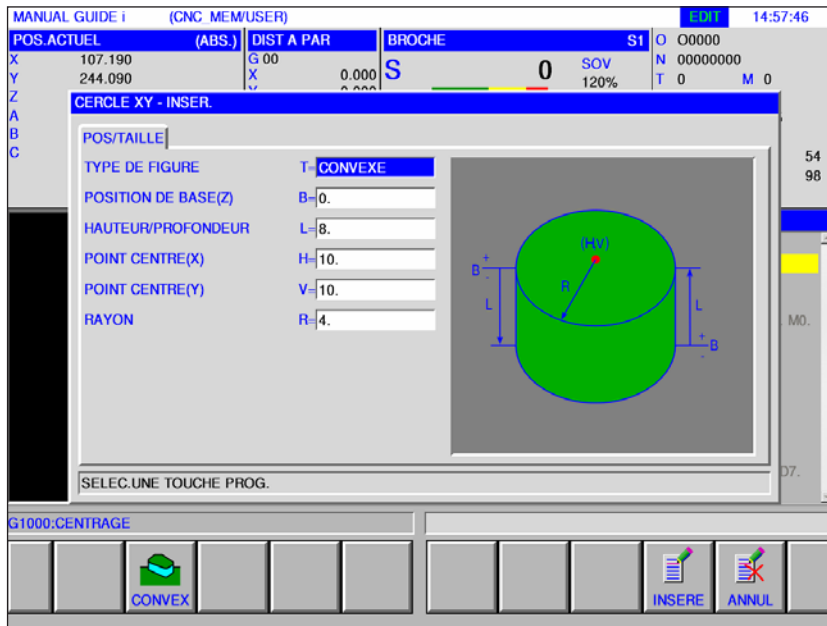 MANUAL GUIDE i (CNC_MEM/USER) EDIT 14:57:46
POS.ACTUEL (ABS.) DIST A PAR BROCHE S1 O O0000
X 107.190 G 00 S 0 SOV N 00000000
Y 244.090 X 0.000 120% T 0 M 0
Z
A
B
C
54
98
CERCLE XY - INSER.
POS/TAILLE
TYPE DE FIGURE T= CONVEXE
POSITION DE BASE(Z) B= 0.
HAUTEUR/PROFONDEUR L= 8.
POINT CENTRE(X) H= 10.
POINT CENTRE(Y) V= 10.
RAYON R= 4.
(H,V)
B + -
R
L L
+ B -
M0.
D7.
SELEC.UNE TOUCHE PROG.
G1000:CENTRAGE
CONVEX INSERE ANNUL